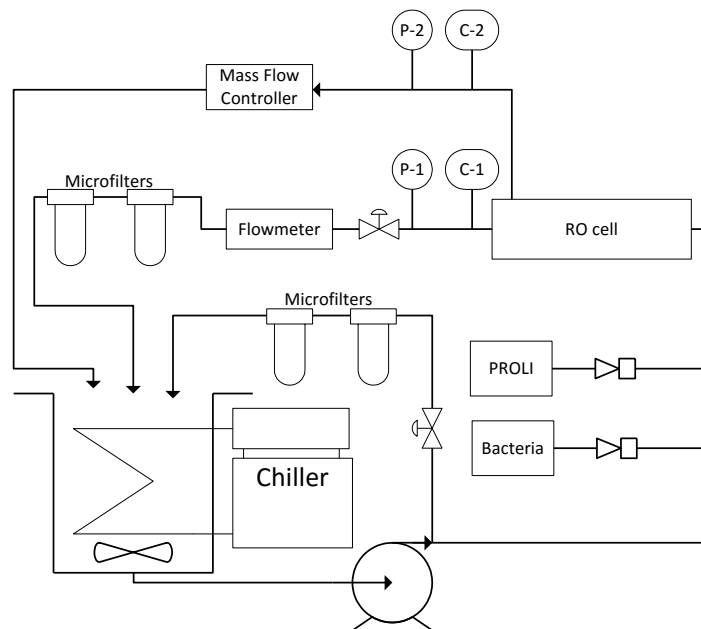 P-2
C-2
Mass Flow
Controller
P-1
C-1
Microfilters
Flowmeter
RO cell
Microfilters
PROLI
Bacteria
Chiller